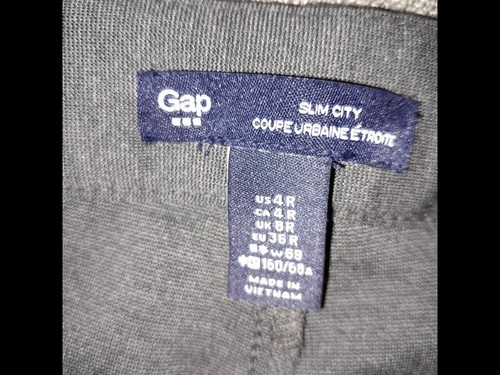 Gap
SLIM CITY
COUPE URBAINE ÉTROITE
US 4 R
CA 4 R
UK 8 R
EU 36 R
W 69
160/68A
MADE IN
VIETNAM